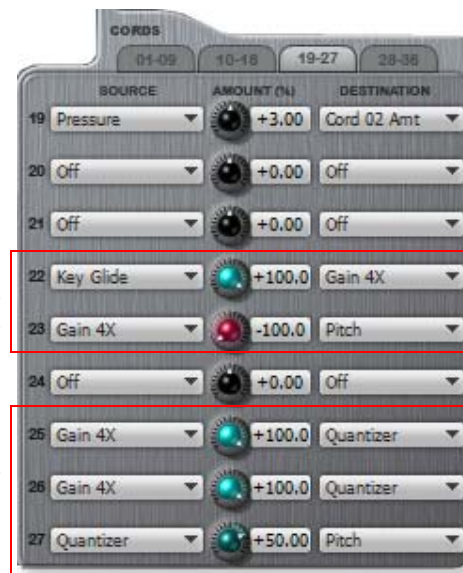 CORDS
01-09 10-18 19-27 28-36
SOURCE AMOUNT (%) DESTINATION
19 Pressure +3.00 Cord 02 Amt
20 Off +0.00 Off
21 Off +0.00 Off
22 Key Glide +100.0 Gain 4X
23 Gain 4X -100.0 Pitch
24 Off +0.00 Off
25 Gain 4X +100.0 Quantizer
26 Gain 4X +100.0 Quantizer
27 Quantizer +50.00 Pitch